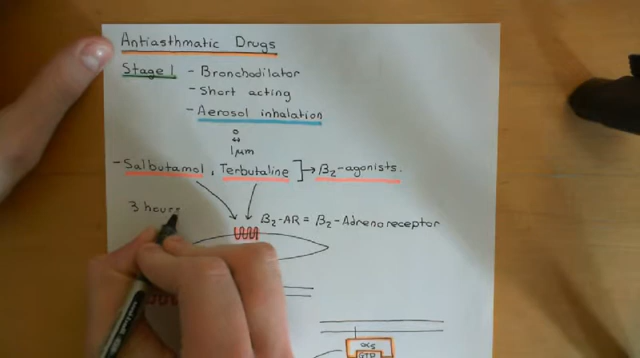 Antiasthmatic Drugs
Stage 1 - Bronchodilator
- Short acting
- Aerosol inhalation
1μm
- Salbutamol, Terbutaline ]→ β2-agonists.
3 hours
β2-AR = β2-Adrenoreceptor
αs
GTP